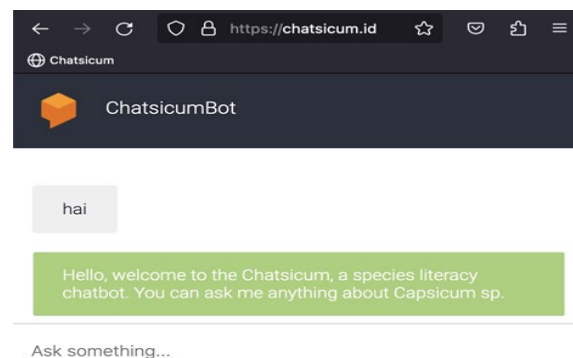 https://chatsicum.id
Chatsicum
ChatsicumBot
hai
Hello, welcome to the Chatsicum, a species literacy
chatbot. You can ask me anything about Capsicum sp.
Ask something...